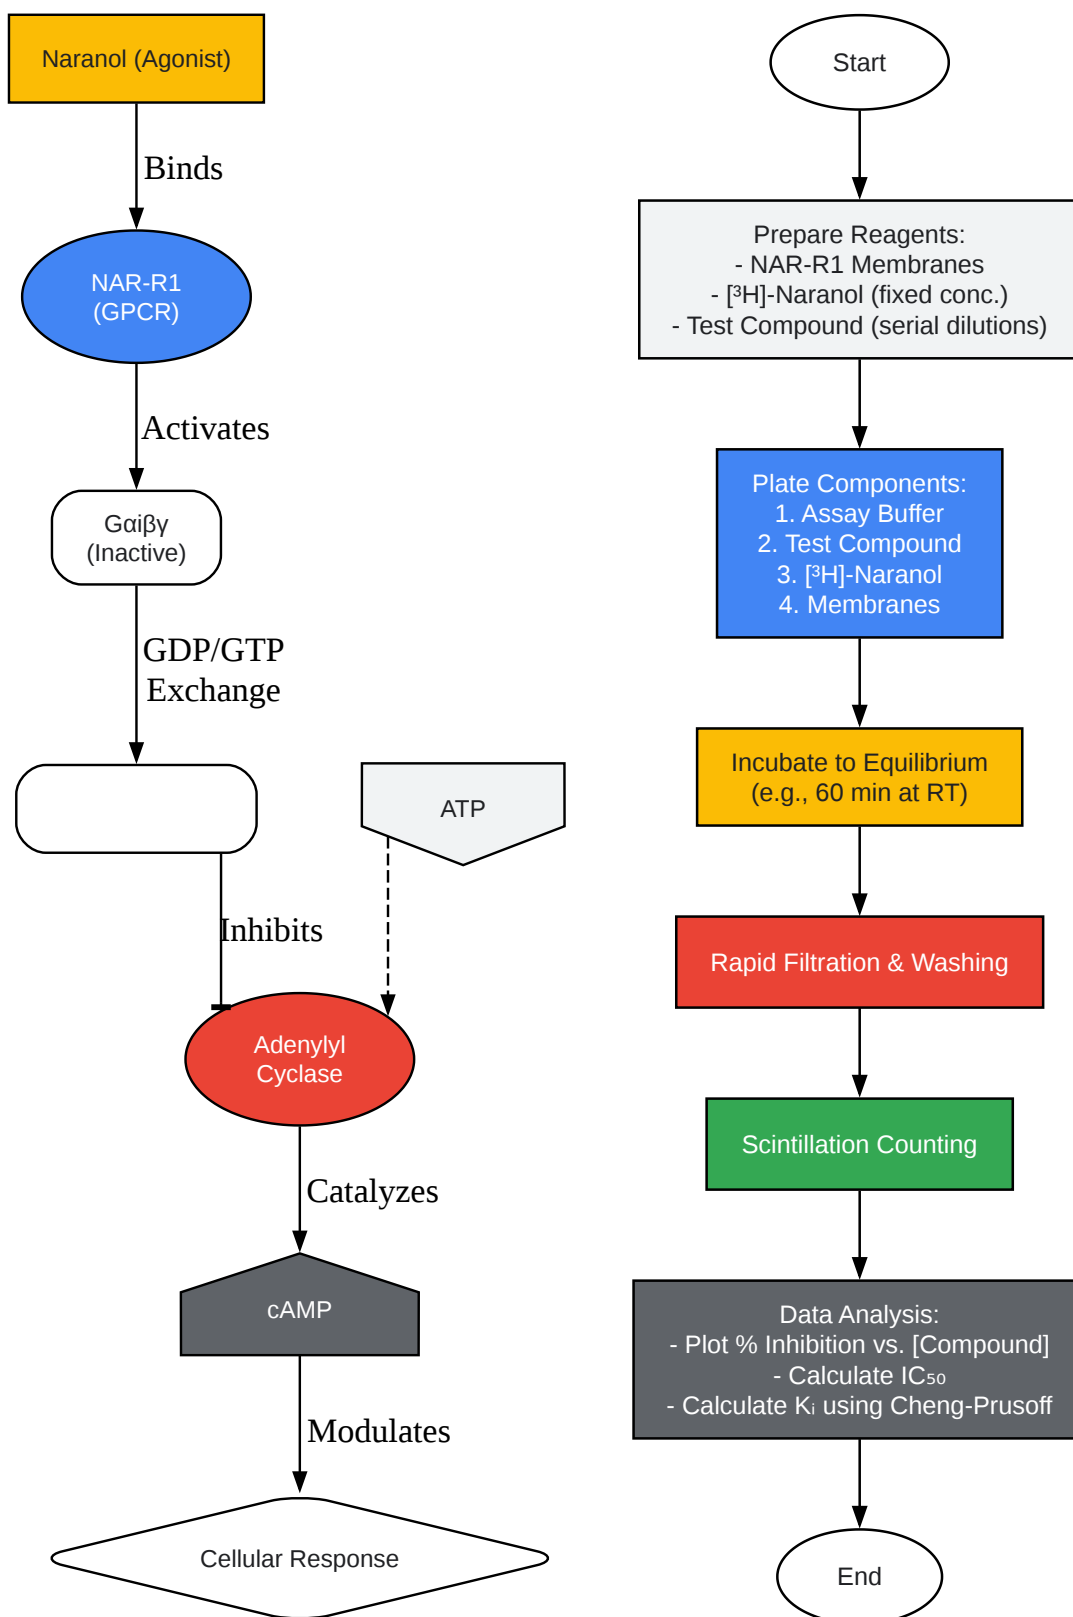 Naranol (Agonist)
Binds
NAR-R1
(GPCR)
Activates
Gαiβγ
(Inactive)
GDP/GTP
Exchange
ATP
Inhibits
Adenylyl
Cyclase
Catalyzes
cAMP
Modulates
Cellular Response
Start
Prepare Reagents:
- NAR-R1 Membranes
- [³H]-Naranol (fixed conc.)
- Test Compound (serial dilutions)
Plate Components:
1. Assay Buffer
2. Test Compound
3. [³H]-Naranol
4. Membranes
Incubate to Equilibrium
(e.g., 60 min at RT)
Rapid Filtration & Washing
Scintillation Counting
Data Analysis:
- Plot % Inhibition vs. [Compound]
- Calculate IC₅₀
- Calculate Kᵢ using Cheng-Prusoff
End